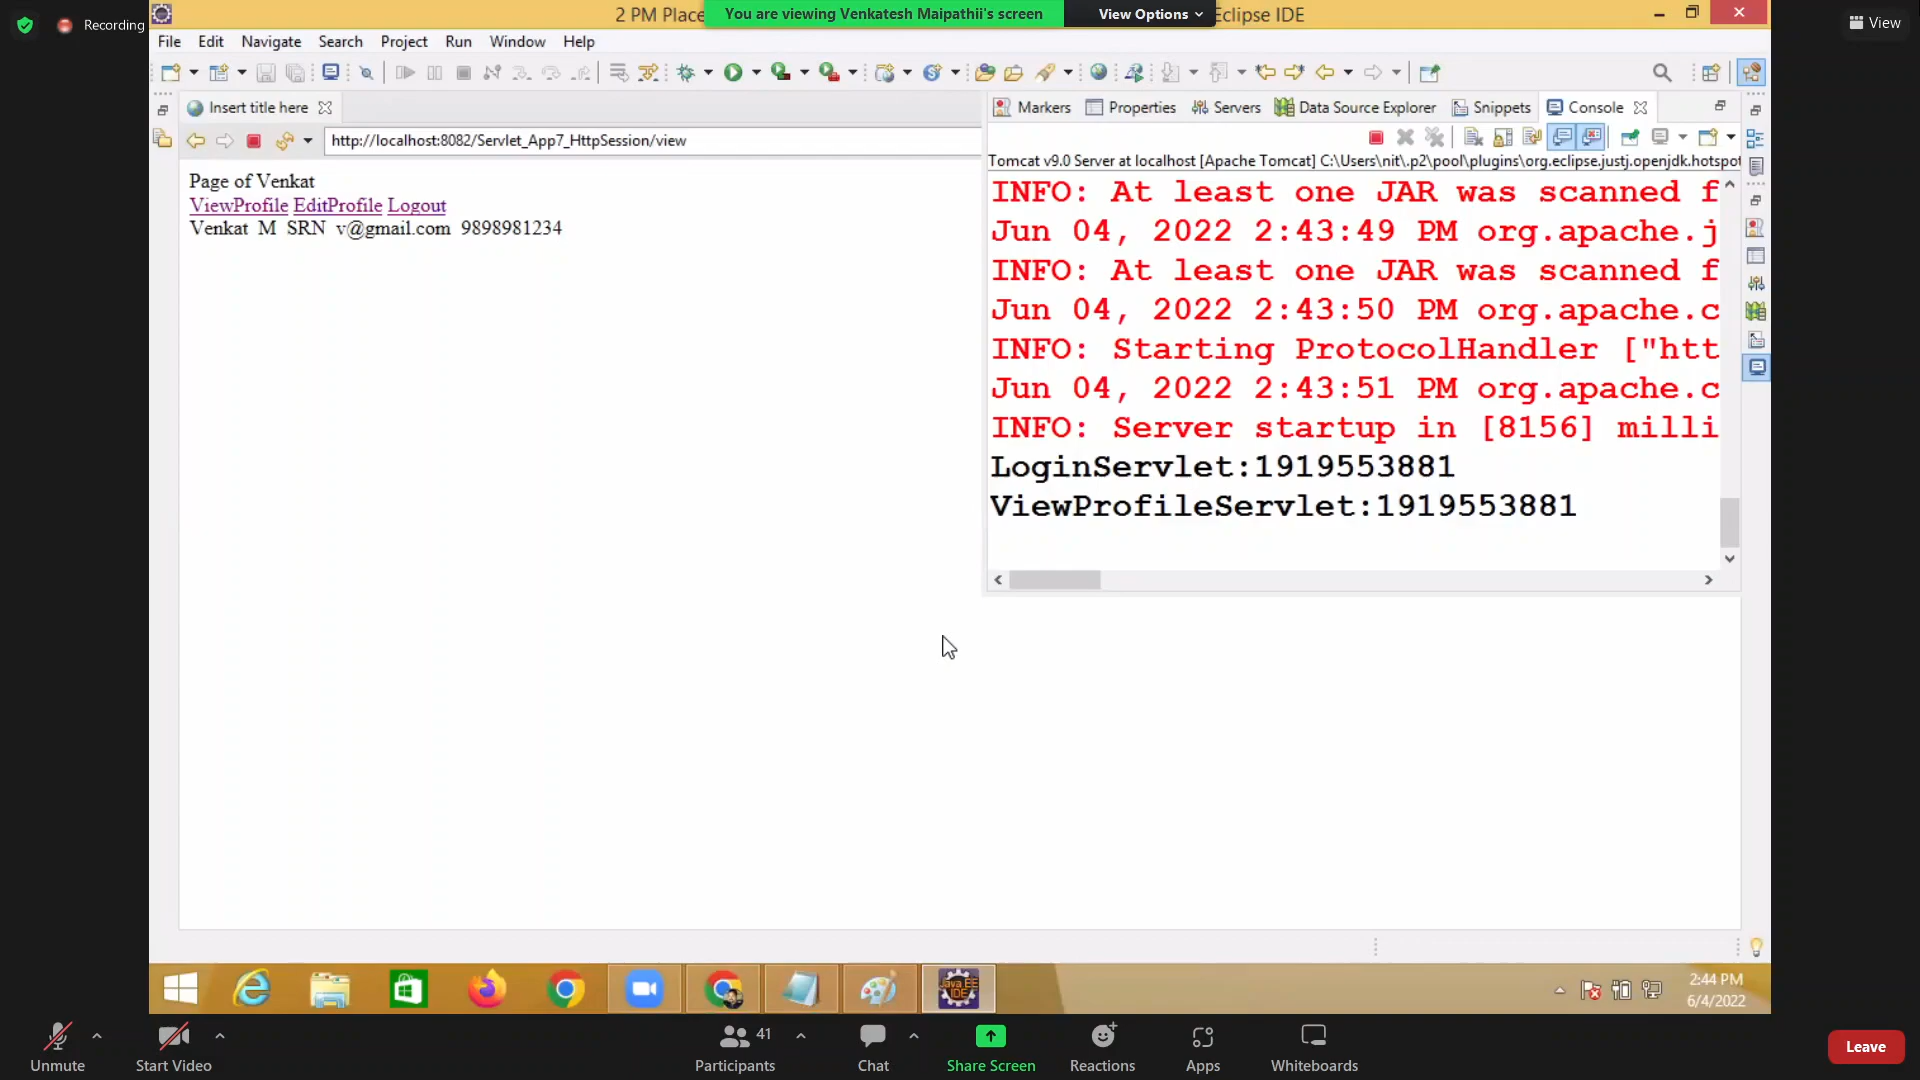 Recording
2 PM Place
You are viewing Venkatesh Maipathii's screen
View Options
Eclipse IDE
View
File Edit Navigate Search Project Run Window Help
Insert title here
http://localhost:8082/Servlet_App7_HttpSession/view
Page of Venkat
ViewProfile EditProfile Logout
Venkat M SRN v@gmail.com 9898981234
Markers Properties Servers Data Source Explorer Snippets Console
Tomcat v9.0 Server at localhost [Apache Tomcat] C:\Users\nit\.p2\pool\plugins\org.eclipse.justj.openjdk.hotspot
INFO: At least one JAR was scanned f
Jun 04, 2022 2:43:49 PM org.apache.j
INFO: At least one JAR was scanned f
Jun 04, 2022 2:43:50 PM org.apache.c
INFO: Starting ProtocolHandler ["htt
Jun 04, 2022 2:43:51 PM org.apache.c
INFO: Server startup in [8156] milli
LoginServlet:1919553881
ViewProfileServlet:1919553881
Java EE
IDE
2:44 PM
6/4/2022
Unmute
Start Video
41
Participants
Chat
Share Screen
Reactions
Apps
Whiteboards
Leave